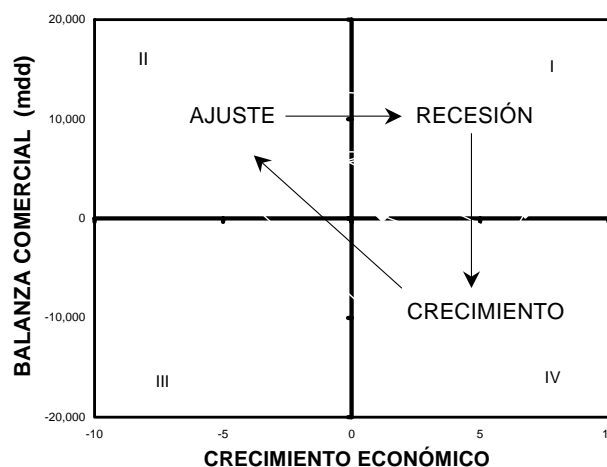 20,000
II
I
AJUSTE RECESIÓN
10,000
BALANZA COMERCIAL (mdd)
0
CRECIMIENTO
-10,000
III
IV
-20,000
-10 -5 0 5 1
CRECIMIENTO ECONÓMICO